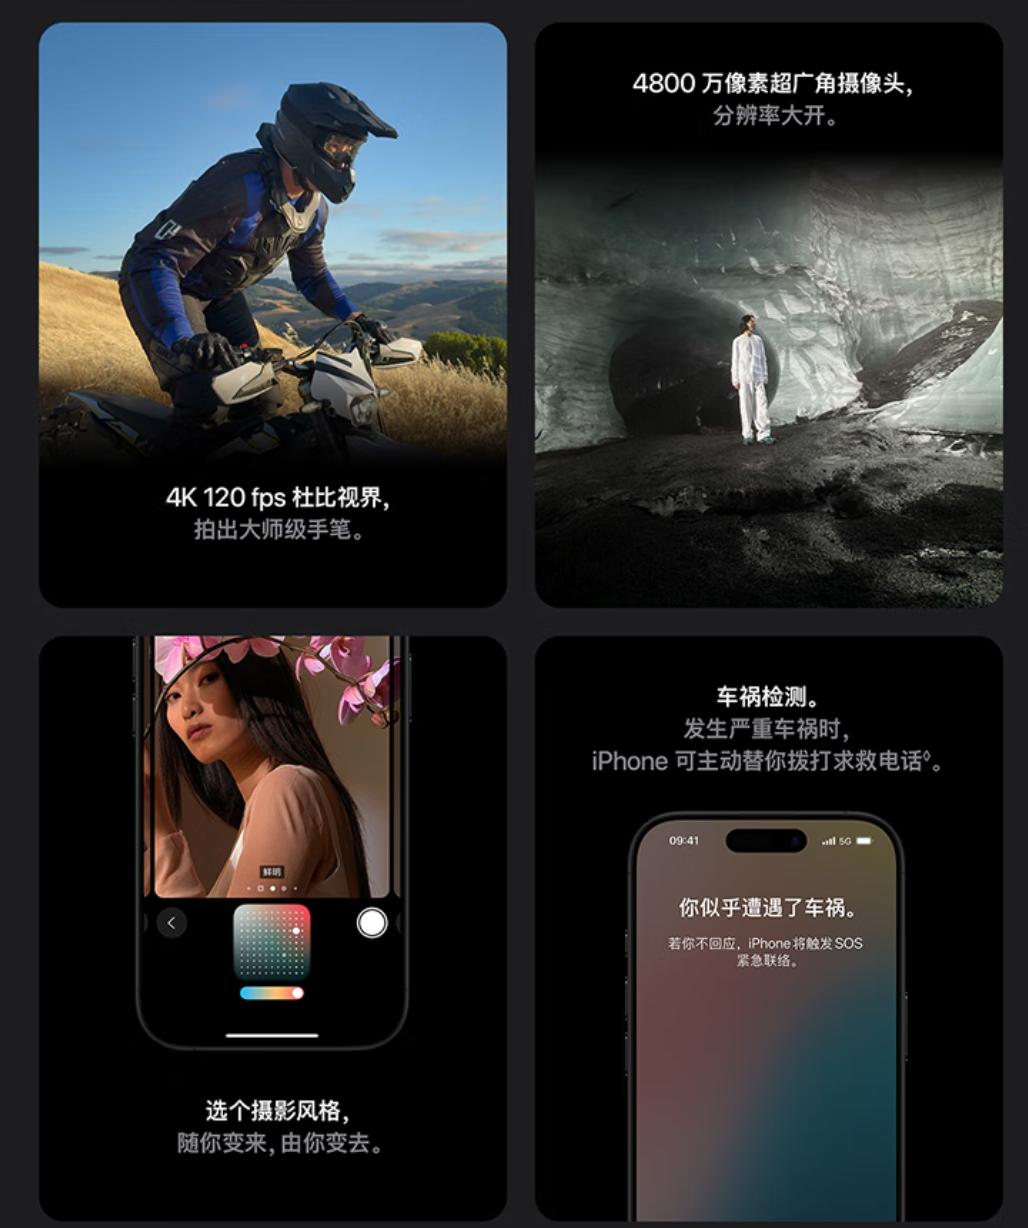 4K 120 fps 杜比视界，
拍出大师级手笔。
4800 万像素超广角摄像头，
分辨率大开。
鲜明
选个摄影风格，
随你变来，由你变去。
车祸检测。
发生严重车祸时，
iPhone 可主动替你拨打求救电话◊。
09:41
5G
你似乎遭遇了车祸。
若你不回应，iPhone 将触发 SOS
紧急联络。